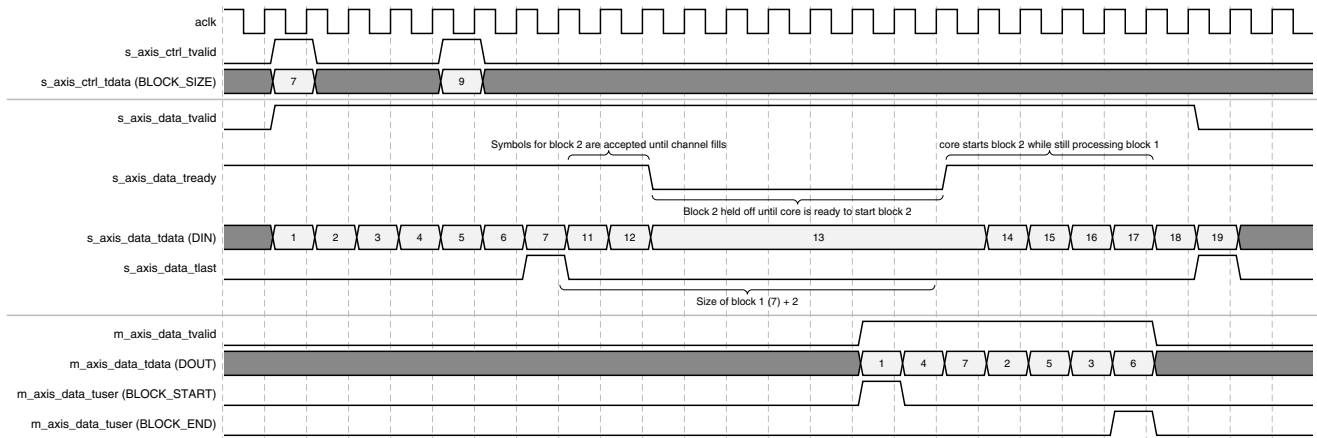 aclk
s_axis_ctrl_tvalid
s_axis_ctrl_tdata (BLOCK_SIZE) 7 9
s_axis_data_tvalid
Symbols for block 2 are accepted until channel fills core starts block 2 while still processing block 1
s_axis_data_tready
Block 2 held off until core is ready to start block 2
s_axis_data_tdata (DIN) 1 2 3 4 5 6 7 11 12 13 14 15 16 17 18 19
s_axis_data_tlast
Size of block 1 (7) + 2
m_axis_data_tvalid
m_axis_data_tdata (DOUT) 1 4 7 2 5 3 6
m_axis_data_tuser (BLOCK_START)
m_axis_data_tuser (BLOCK_END)